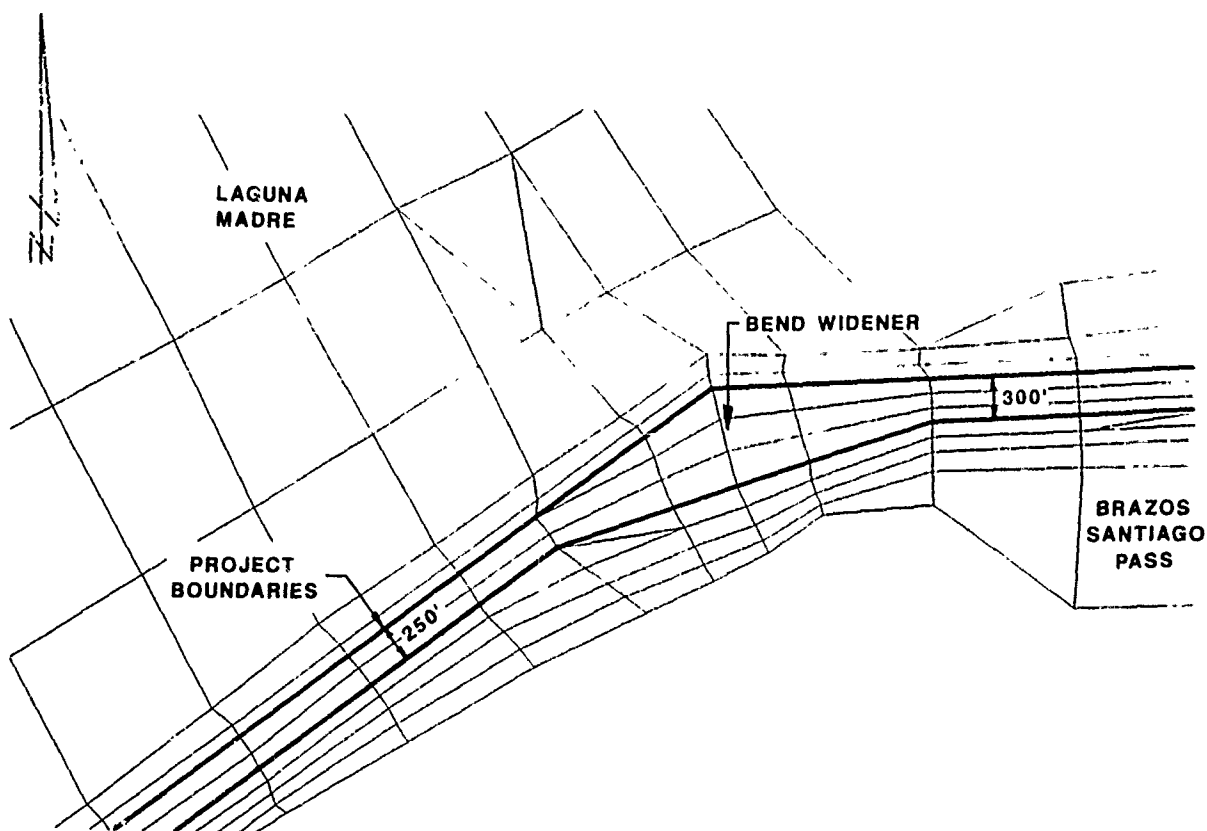 LAGUNA
MADRE
BEND WIDENER
300'
BRAZOS
SANTIAGO
PASS
PROJECT
BOUNDARIES
250'